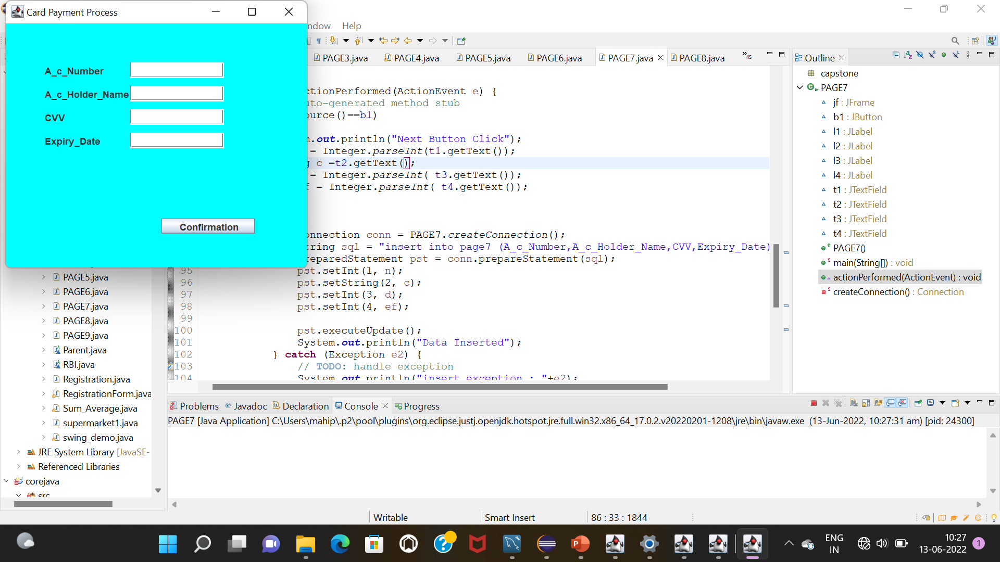 Card Payment Process
A_c_Number
A_c_Holder_Name
CVV
Expiry_Date
Confirmation
ndow Help
PAGE3.java PAGE4.java PAGE5.java PAGE6.java PAGE7.java PAGE8.java »45
ctionPerformed(ActionEvent e) {
uto-generated method stub
ource()==b1)
m.out.println("Next Button Click");
= Integer.parseInt(t1.getText());
g c =t2.getText();
= Integer.parseInt( t3.getText());
f = Integer.parseInt( t4.getText());
onnection conn = PAGE7.createConnection();
tring sql = "insert into page7 (A_c_Number,A_c_Holder_Name,CVV,Expiry_Date)
reparedStatement pst = conn.prepareStatement(sql);
95 pst.setInt(1, n);
96 pst.setString(2, c);
97 pst.setInt(3, d);
98 pst.setInt(4, ef);
99
100 pst.executeUpdate();
101 System.out.println("Data Inserted");
102 } catch (Exception e2) {
103 // TODO: handle exception
104 System.out.println("insert exception : "+e2);
Outline
capstone
PAGE7
jf : JFrame
b1 : JButton
l1 : JLabel
l2 : JLabel
l3 : JLabel
l4 : JLabel
t1 : JTextField
t2 : JTextField
t3 : JTextField
t4 : JTextField
PAGE7()
main(String[]) : void
actionPerformed(ActionEvent) : void
createConnection() : Connection
PAGE5.java
PAGE6.java
PAGE7.java
PAGE8.java
PAGE9.java
Parent.java
RBI.java
Registration.java
RegistrationForm.java
Sum_Average.java
supermarket1.java
swing_demo.java
JRE System Library [JavaSE-
Referenced Libraries
corejava
src
Problems Javadoc Declaration Console Progress
PAGE7 [Java Application] C:\Users\mahip\.p2\pool\plugins\org.eclipse.justj.openjdk.hotspot.jre.full.win32.x86_64_17.0.2.v20220201-1208\jre\bin\javaw.exe (13-Jun-2022, 10:27:31 am) [pid: 24300]
Writable Smart Insert 86 : 33 : 1844
ENG
IN
10:27
13-06-2022
1